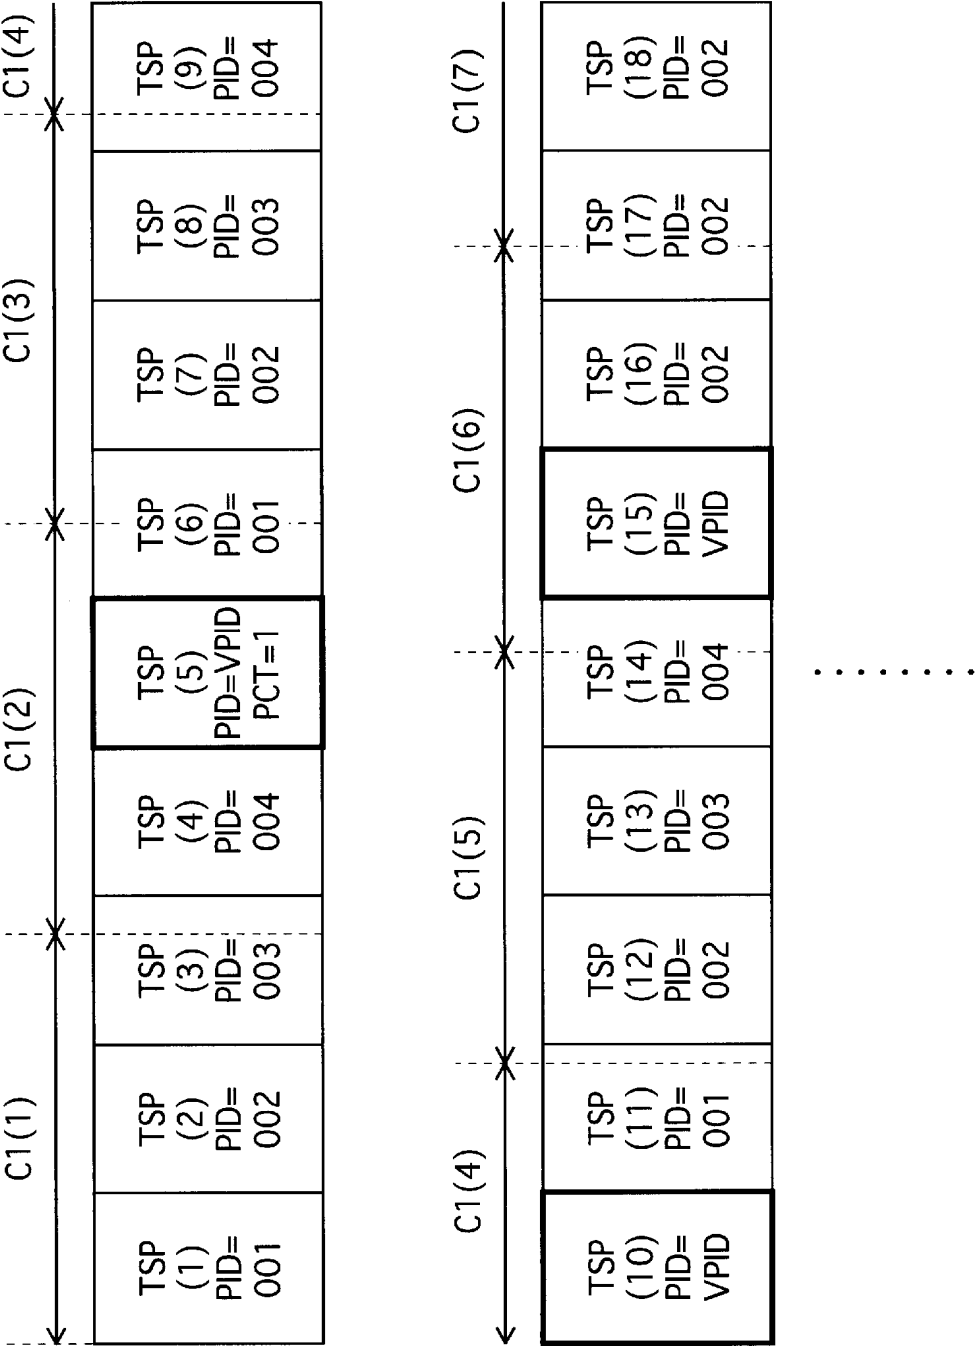 C1(1)
C1(2)
C1(3)
C1(4)
TSP
(1)
PID=
001
TSP
(2)
PID=
002
TSP
(3)
PID=
003
TSP
(4)
PID=
004
TSP
(5)
PID=VPID
PCT=1
TSP
(6)
PID=
001
TSP
(7)
PID=
002
TSP
(8)
PID=
003
TSP
(9)
PID=
004
C1(4)
C1(5)
C1(6)
C1(7)
TSP
(10)
PID=
VPID
TSP
(11)
PID=
001
TSP
(12)
PID=
002
TSP
(13)
PID=
003
TSP
(14)
PID=
004
TSP
(15)
PID=
VPID
TSP
(16)
PID=
002
TSP
(17)
PID=
002
TSP
(18)
PID=
002
........